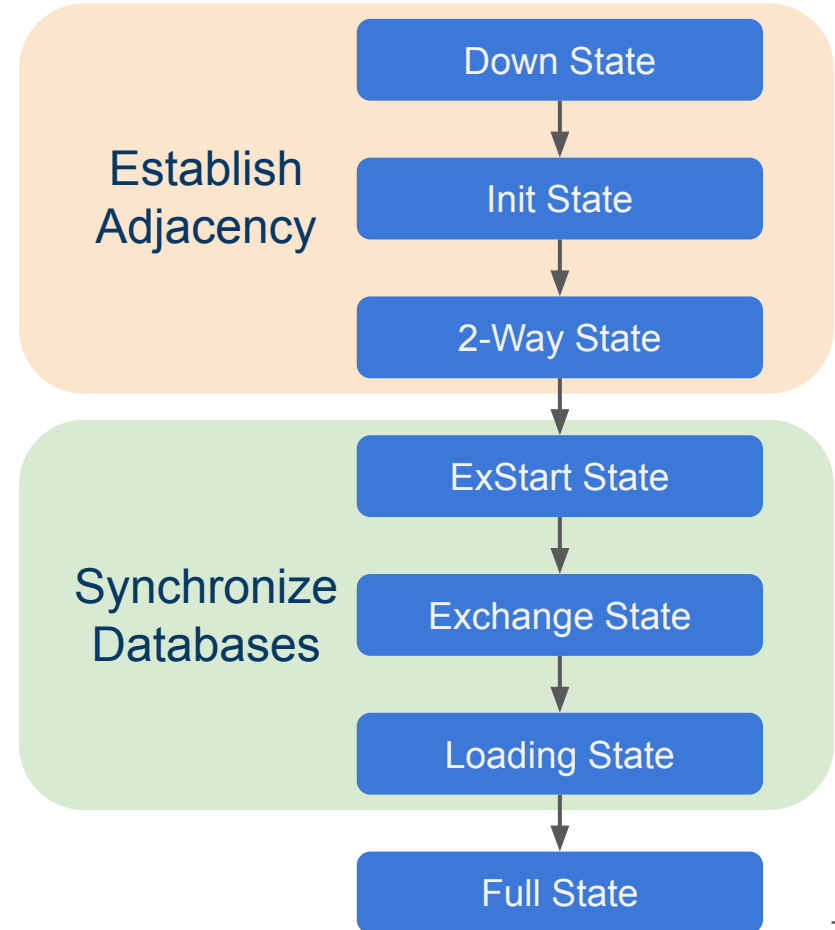 Down State
Establish
Adjacency
Init State
2-Way State
ExStart State
Synchronize
Databases
Exchange State
Loading State
Full State